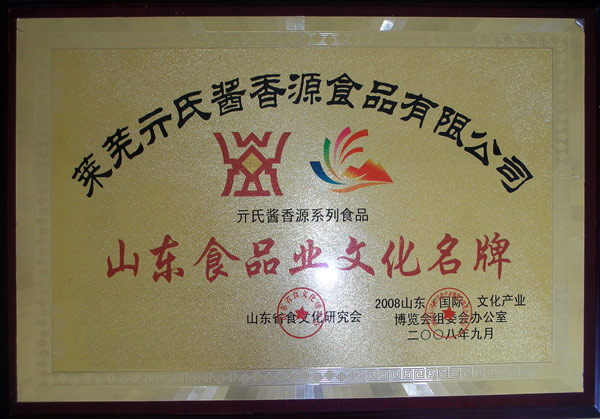 莱芜亓氏酱香源食品有限公司
亓氏酱香源系列食品
山东食品业文化名牌
山东省食文化研究会
2008山东 国际 文化产业
博览会组委会办公室
二〇〇八年九月